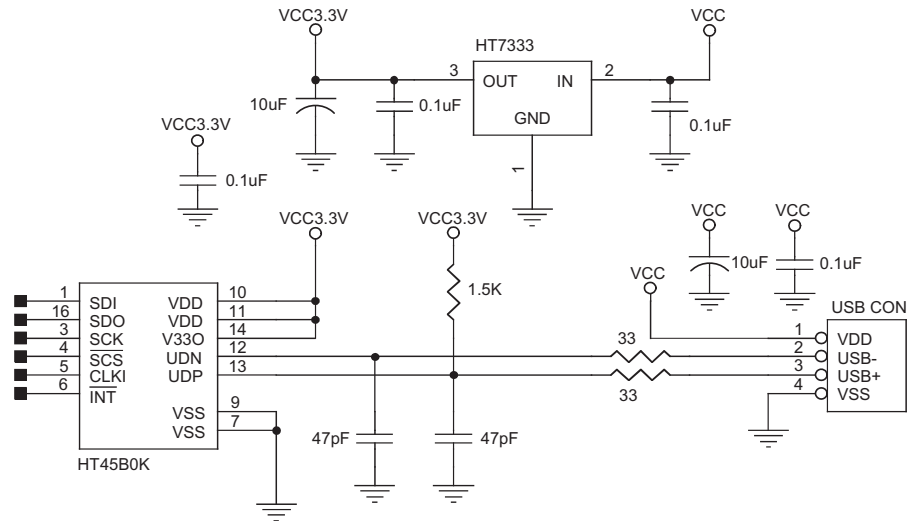 VCC3.3V
VCC
HT7333
3
OUT
IN
2
10uF
0.1uF
GND
0.1uF
1
VCC3.3V
0.1uF
VCC3.3V
VCC3.3V
VCC
VCC
10uF
0.1uF
VCC
1.5K
USB CON
1
SDI
VDD
10
16
SDO
VDD
11
3
SCK
V33O
14
4
SCS
UDN
12
5
CLKI
UDP
13
6
INT
VSS
9
VSS
7
33
33
1
VDD
2
USB-
3
USB+
4
VSS
47pF
47pF
HT45B0K